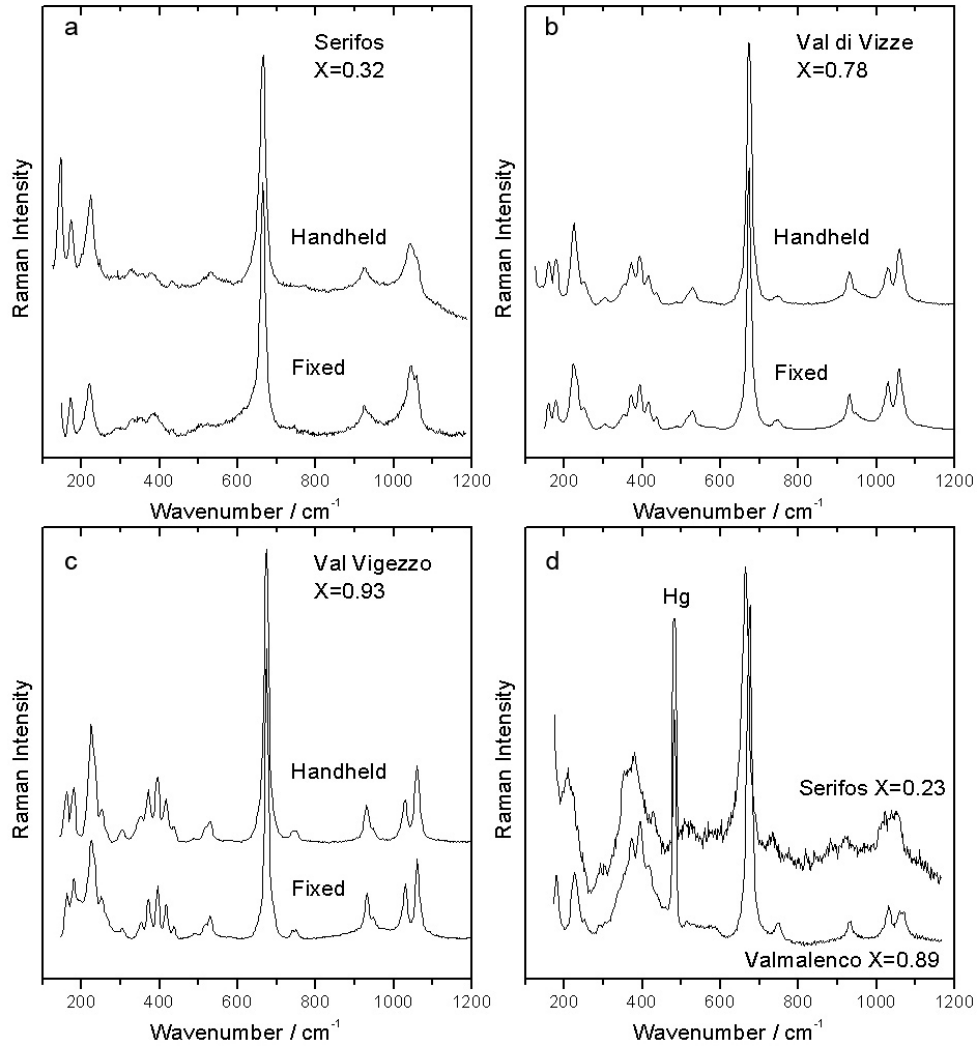 a
Serifos
X=0.32
Handheld
Fixed
Raman Intensity
200 400 600 800 1000 1200
Wavenumber / cm-1
b
Val di Vizze
X=0.78
Handheld
Fixed
Raman Intensity
200 400 600 800 1000 1200
Wavenumber / cm-1
c
Val Vigezzo
X=0.93
Handheld
Fixed
Raman Intensity
200 400 600 800 1000 1200
Wavenumber / cm-1
d
Hg
Serifos X=0.23
Valmalenco X=0.89
Raman Intensity
200 400 600 800 1000 1200
Wavenumber / cm-1